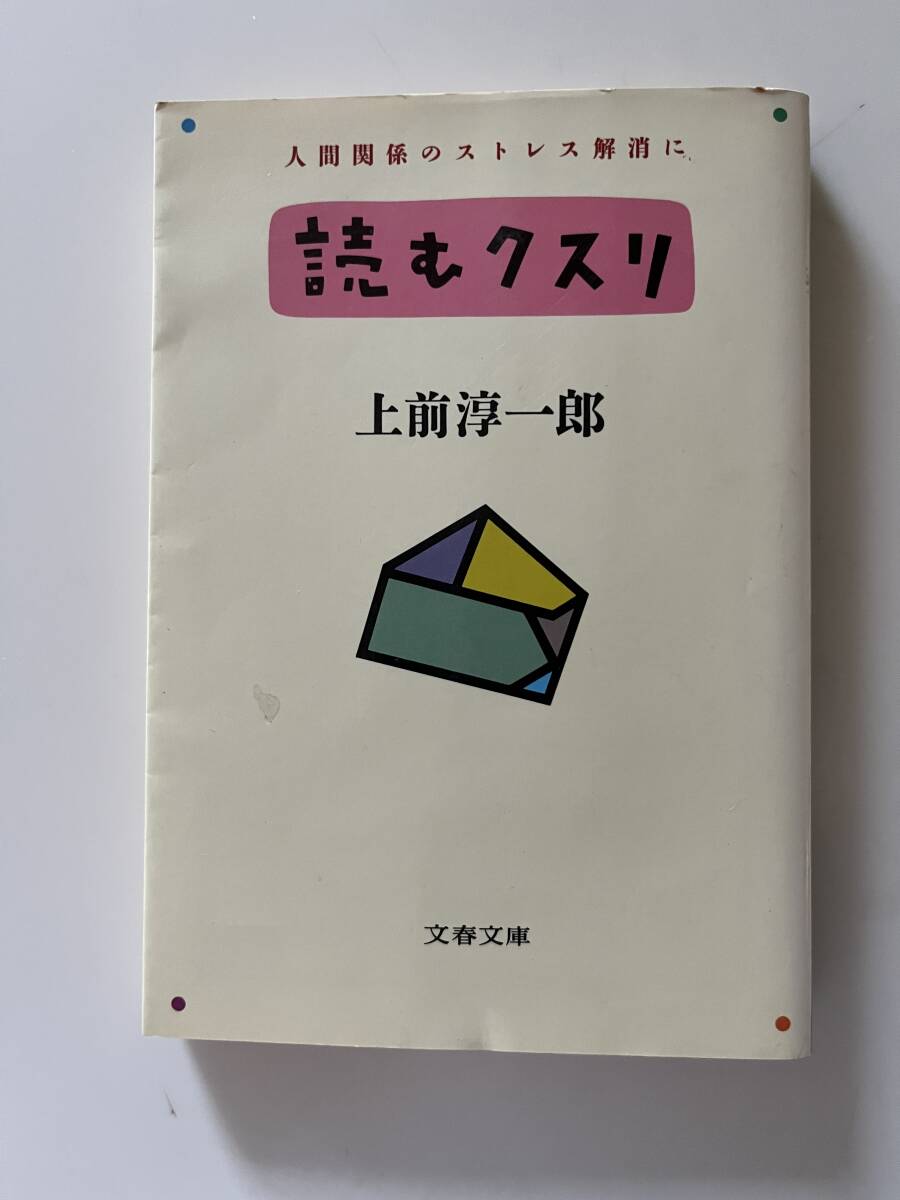 人間関係のストレス解消に
読むクスリ
上前淳一郎
文春文庫